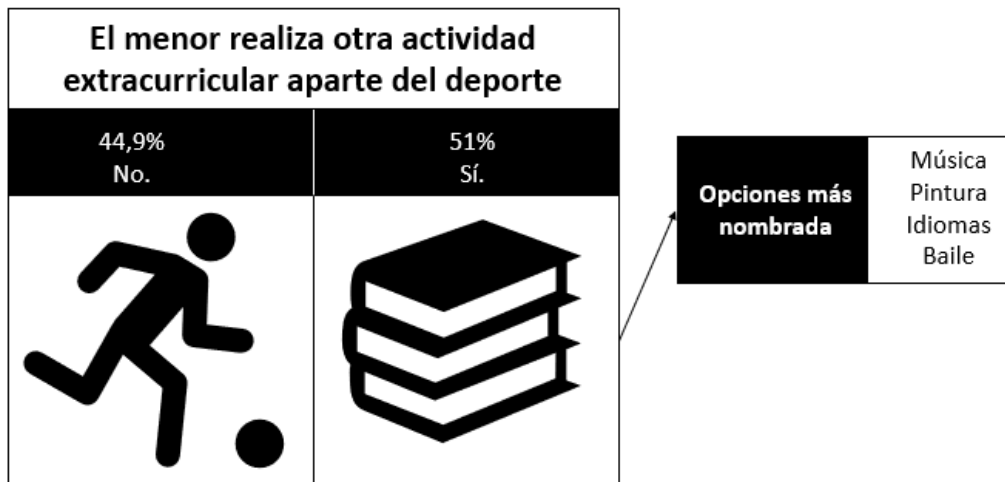 El menor realiza otra actividad
extracurricular aparte del deporte
44,9%
No.
51%
Sí.
Opciones más
nombrada
Música
Pintura
Idiomas
Baile